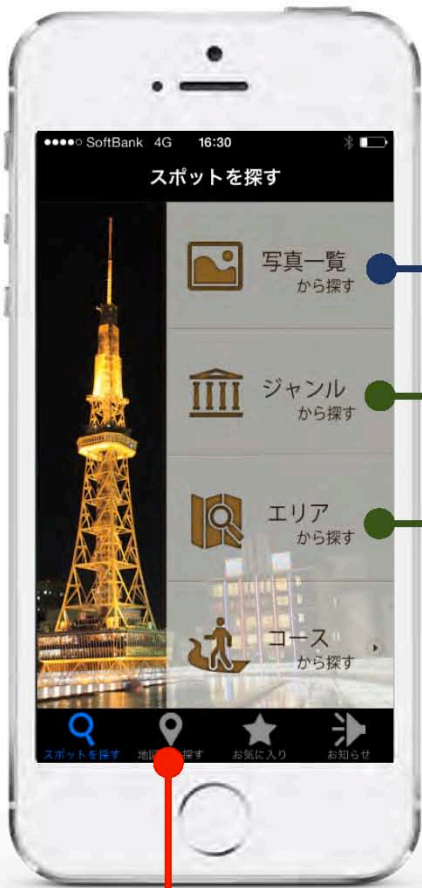 SoftBank 4G 16:30
スポットを探す
写真一覧
から探す
ジャンル
から探す
エリア
から探す
コース
から探す
スポットを探す 地図 探す お気に入り お知らせ